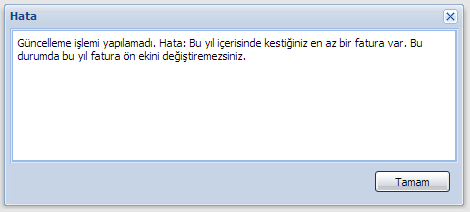 Hata
Güncelleme işlemi yapılamadı. Hata: Bu yıl içerisinde kestiğiniz en az bir fatura var. Bu
durumda bu yıl fatura ön ekini değiştiremezsiniz.
Tamam